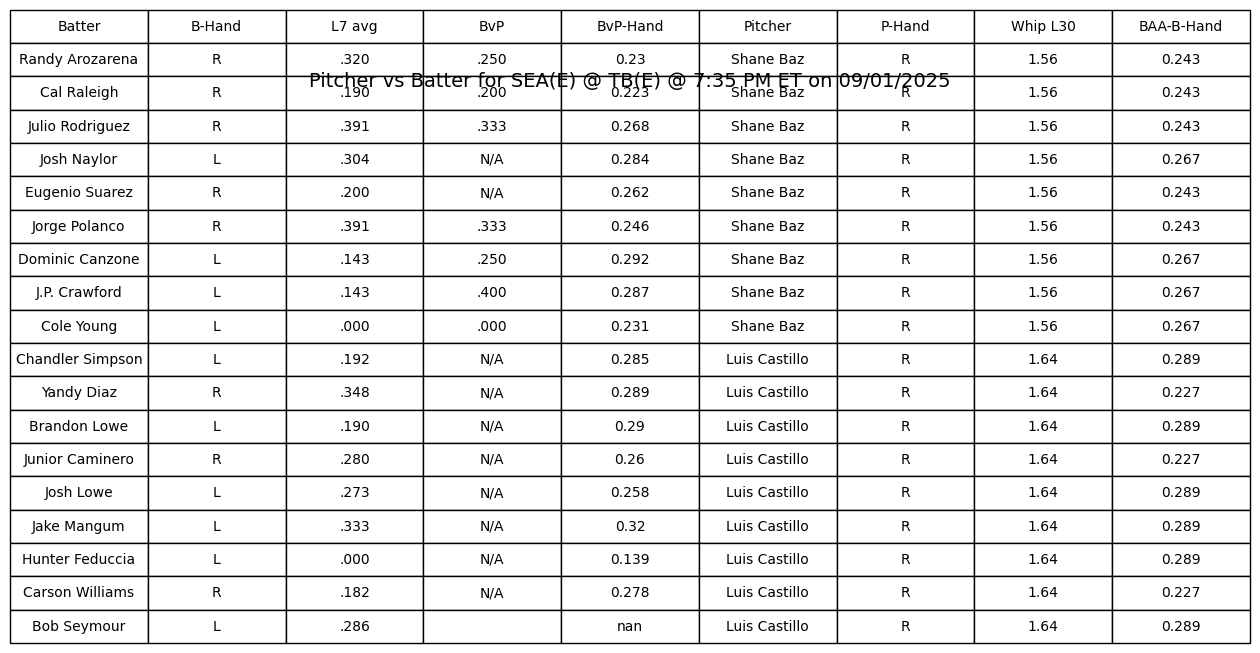 Batter B-Hand L7 avg BvP BvP-Hand Pitcher P-Hand Whip L30 BAA-B-Hand
Randy Arozarena R .320 .250 0.23 Shane Baz R 1.56 0.243
Pitcher vs Batter for SEA(E) @ TB(E) @ 7:35 PM ET on 09/01/2025
Cal Raleigh R .190 .200 0.223 Shane Baz R 1.56 0.243
Julio Rodriguez R .391 .333 0.268 Shane Baz R 1.56 0.243
Josh Naylor L .304 N/A 0.284 Shane Baz R 1.56 0.267
Eugenio Suarez R .200 N/A 0.262 Shane Baz R 1.56 0.243
Jorge Polanco R .391 .333 0.246 Shane Baz R 1.56 0.243
Dominic Canzone L .143 .250 0.292 Shane Baz R 1.56 0.267
J.P. Crawford L .143 .400 0.287 Shane Baz R 1.56 0.267
Cole Young L .000 .000 0.231 Shane Baz R 1.56 0.267
Chandler Simpson L .192 N/A 0.285 Luis Castillo R 1.64 0.289
Yandy Diaz R .348 N/A 0.289 Luis Castillo R 1.64 0.227
Brandon Lowe L .190 N/A 0.29 Luis Castillo R 1.64 0.289
Junior Caminero R .280 N/A 0.26 Luis Castillo R 1.64 0.227
Josh Lowe L .273 N/A 0.258 Luis Castillo R 1.64 0.289
Jake Mangum L .333 N/A 0.32 Luis Castillo R 1.64 0.289
Hunter Feduccia L .000 N/A 0.139 Luis Castillo R 1.64 0.289
Carson Williams R .182 N/A 0.278 Luis Castillo R 1.64 0.227
Bob Seymour L .286 nan Luis Castillo R 1.64 0.289